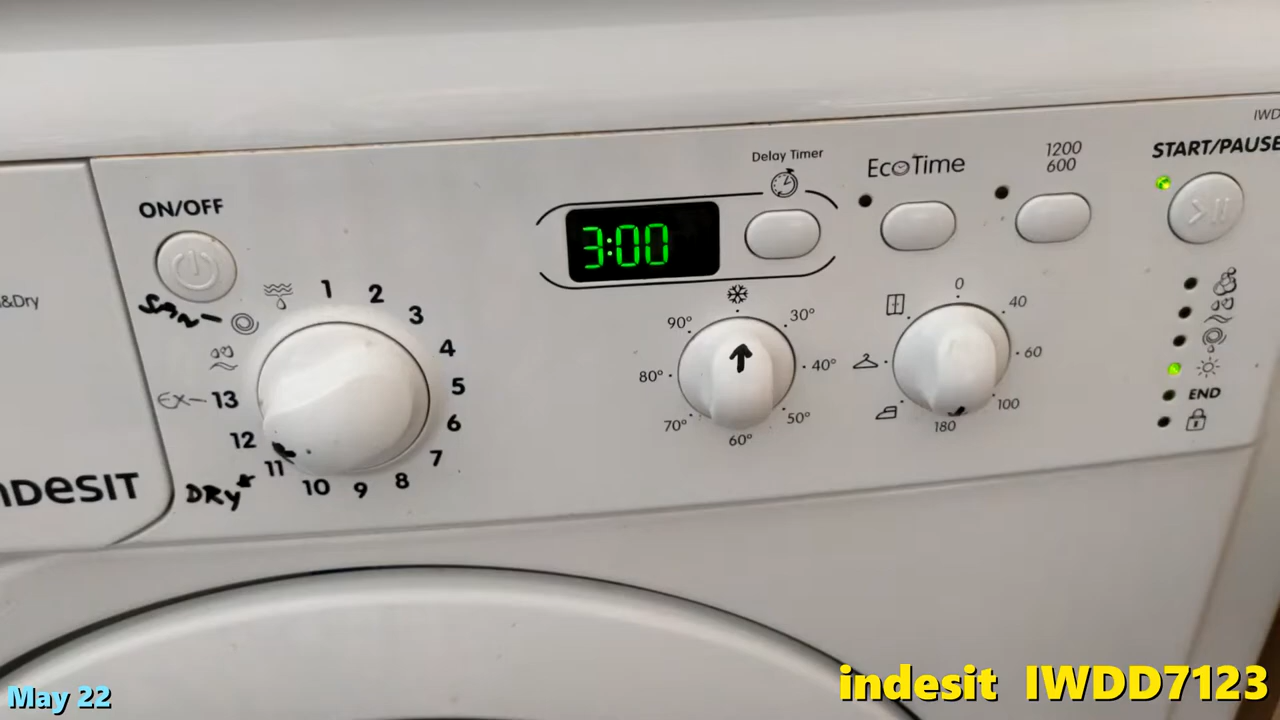 IWD
START/PAUSE
1200
600
EcoTime
Delay Timer
ON/OFF
3:00
&Dry
SPIN
1
2
3
4
5
6
7
8
9
10
11
12
EX- 13
DRY*
INDESIT
90°
30°
80°
40°
70°
50°
60°
0
40
60
100
180
END
May 22
indesit IWDD7123